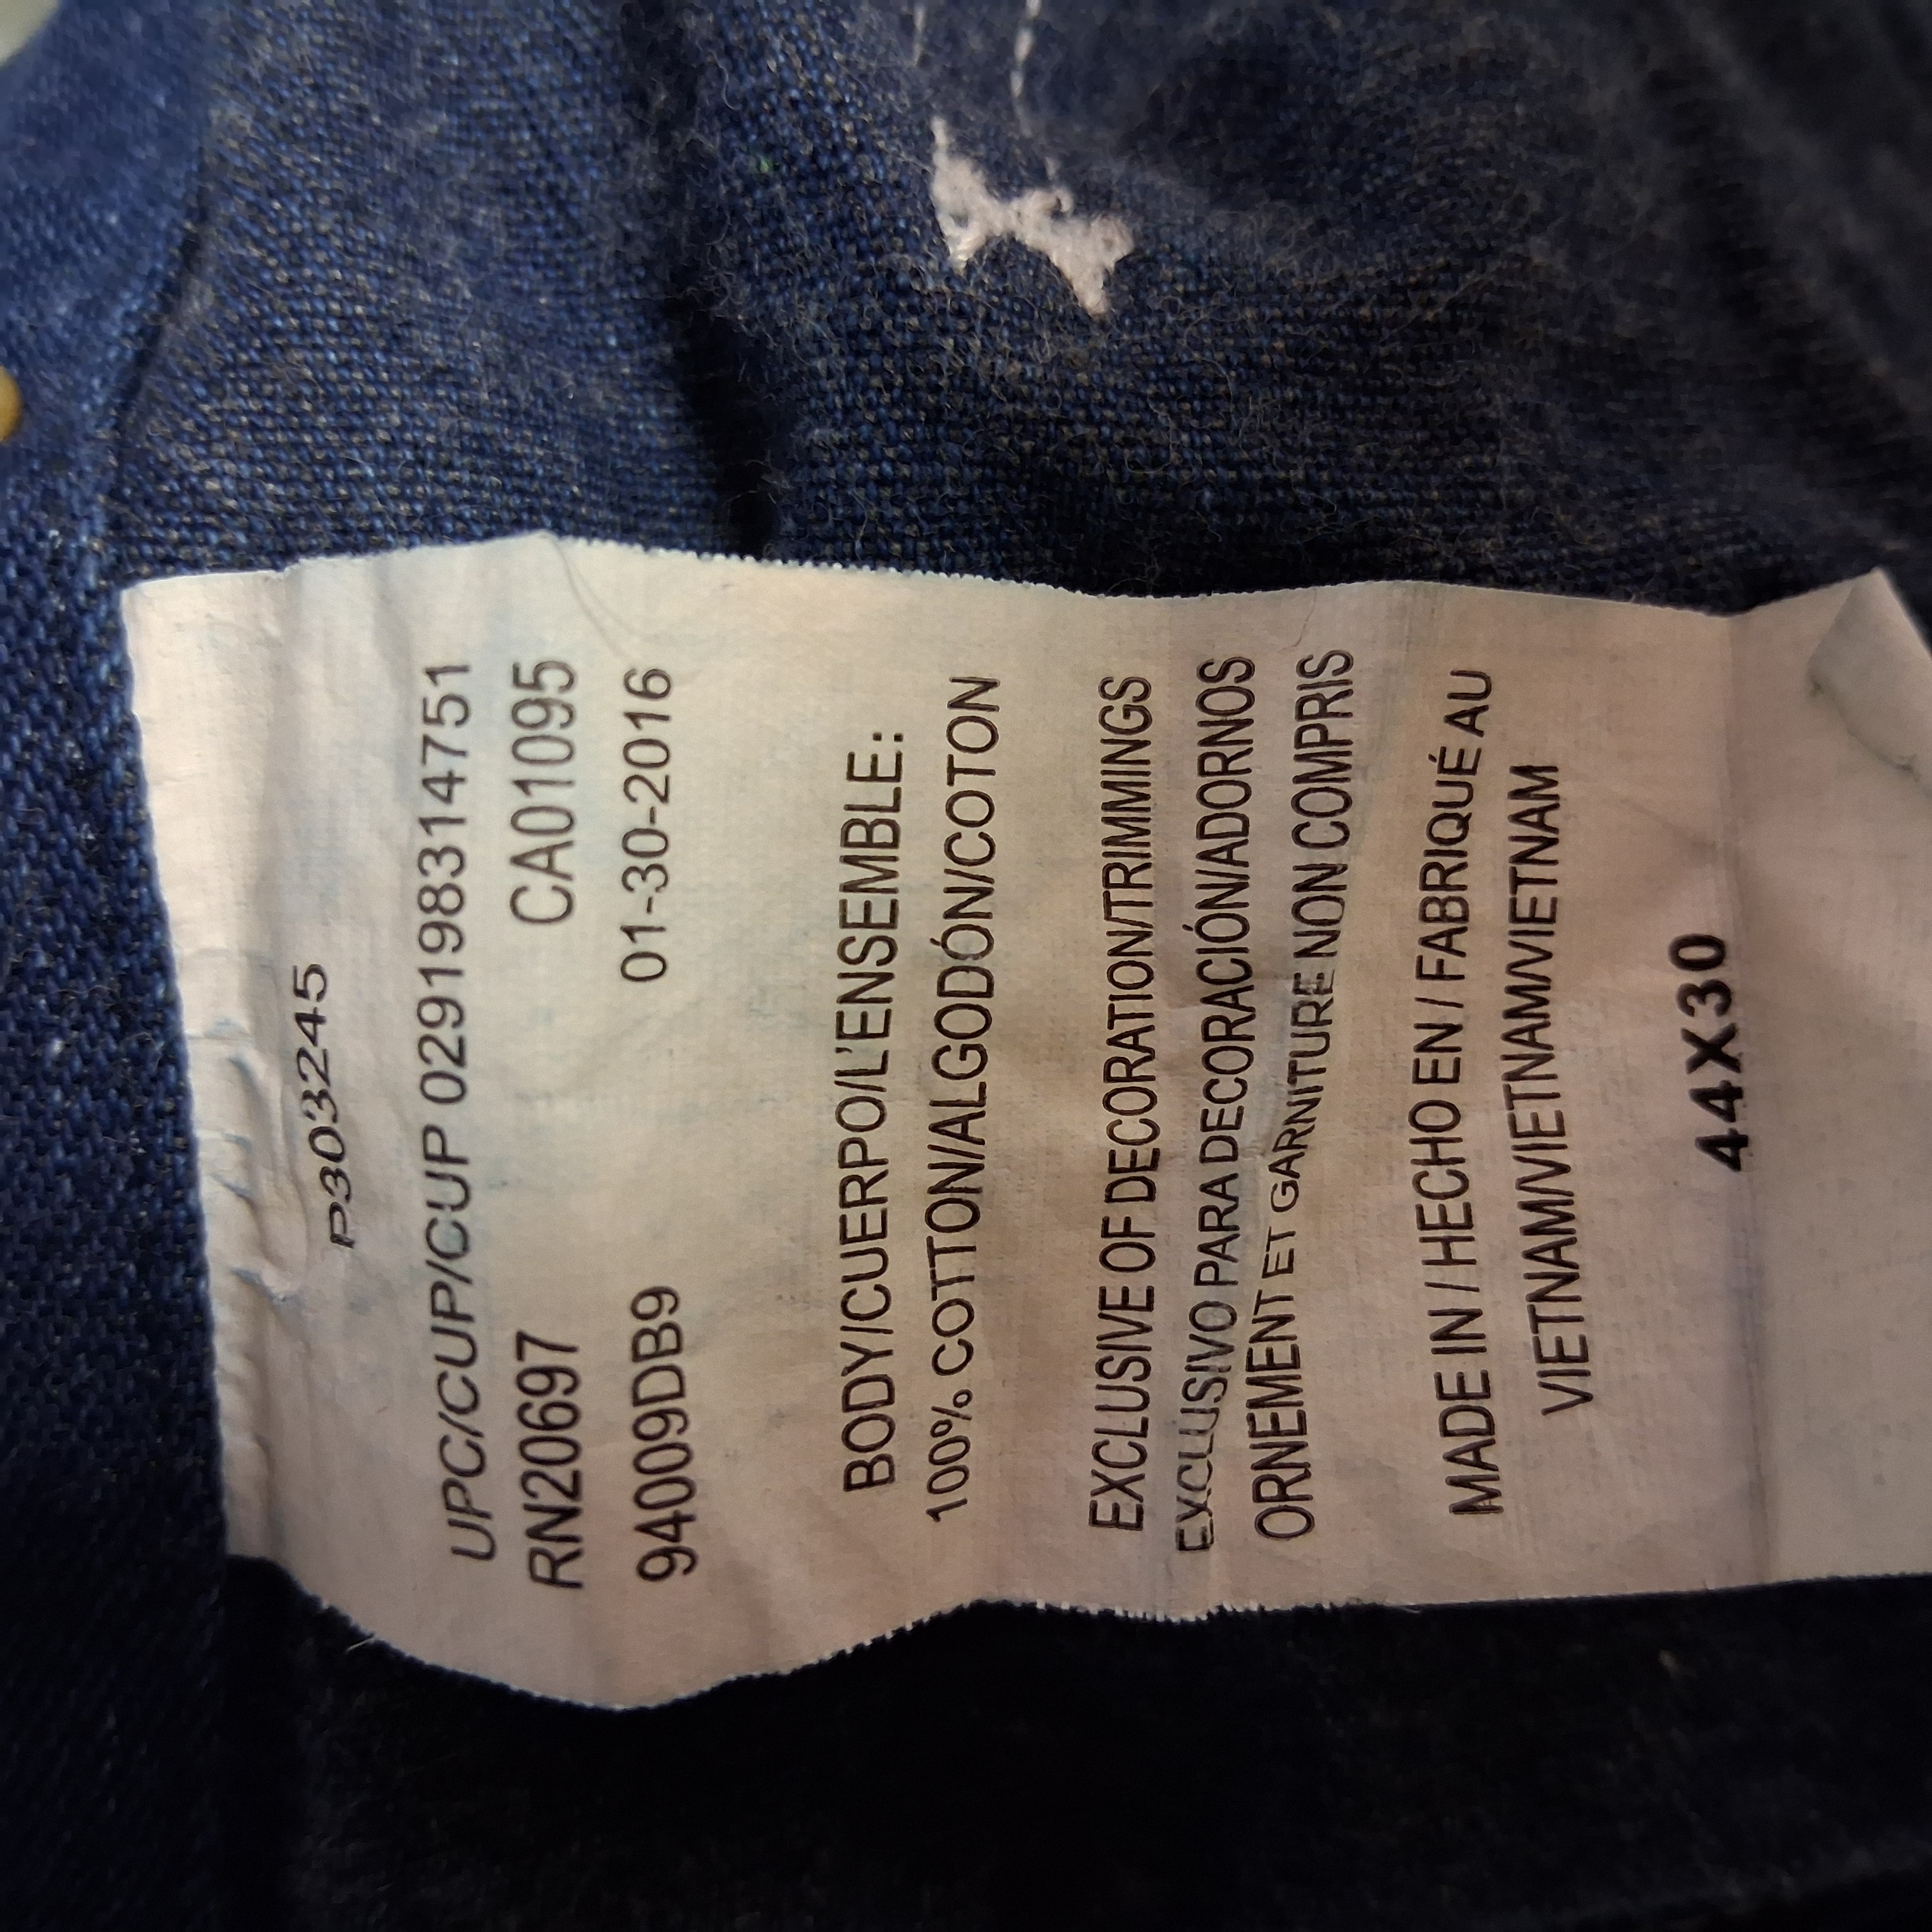 P303245
UPC/CUP/CUP 029198314751
RN20697 CA01095
94009DB9 01-30-2016
BODY/CUERPO/L'ENSEMBLE:
100% COTTON/ALGODÓN/COTON
EXCLUSIVE OF DECORATION/TRIMMINGS
EXCLUSIVO PARA DECORACIÓN/ADORNOS
ORNEMENT ET GARNITURE NON COMPRIS
MADE IN / HECHO EN / FABRIQUÉ AU
VIETNAM/VIETNAM/VIETNAM
44X30